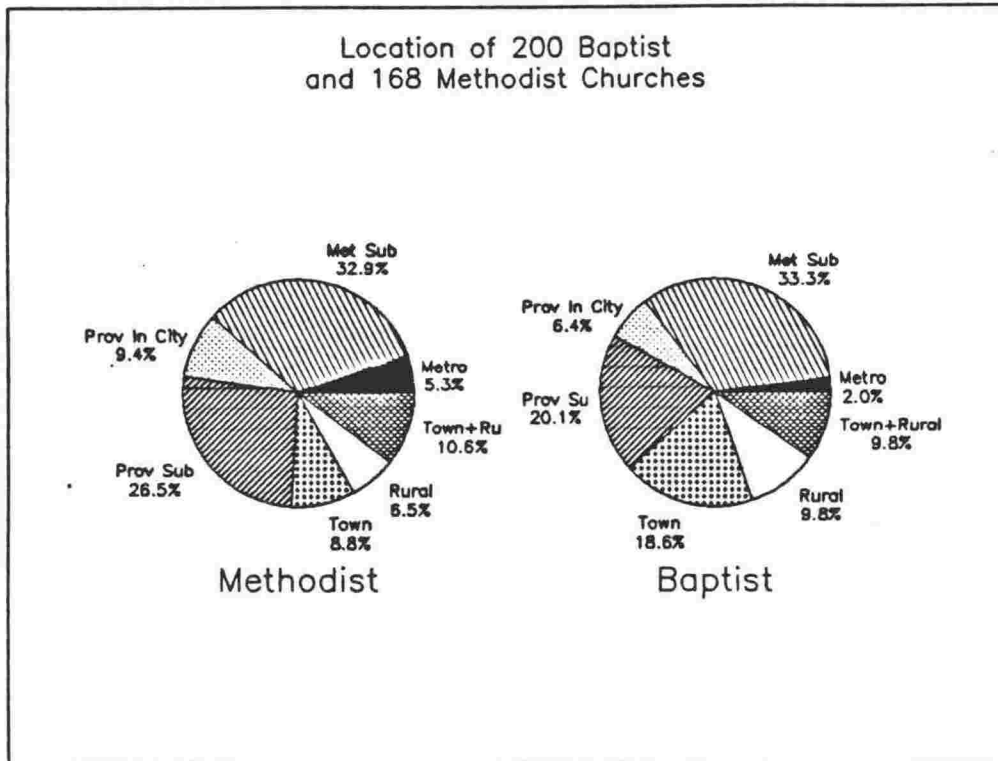 Location of 200 Baptist
and 168 Methodist Churches
Met Sub
32.9%
Prov In City
9.4%
Metro
5.3%
Town+Ru
10.6%
Prov Sub
26.5%
Rural
6.5%
Town
8.8%
Methodist
Met Sub
33.3%
Prov In City
6.4%
Metro
2.0%
Prov Su
20.1%
Town+Rural
9.8%
Rural
9.8%
Town
18.6%
Baptist